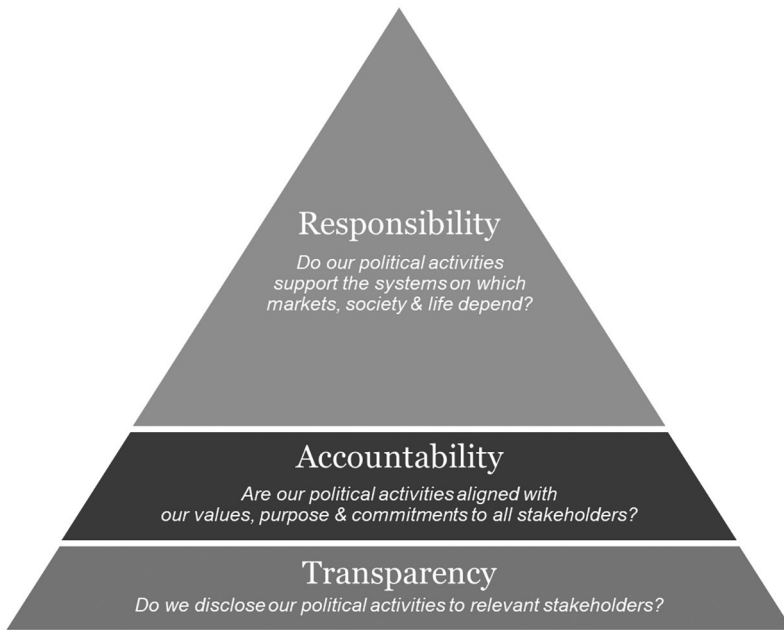 Responsibility
Do our political activities
support the systems on which
markets, society & life depend?
Accountability
Are our political activities aligned with
our values, purpose & commitments to all stakeholders?
Transparency
Do we disclose our political activities to relevant stakeholders?